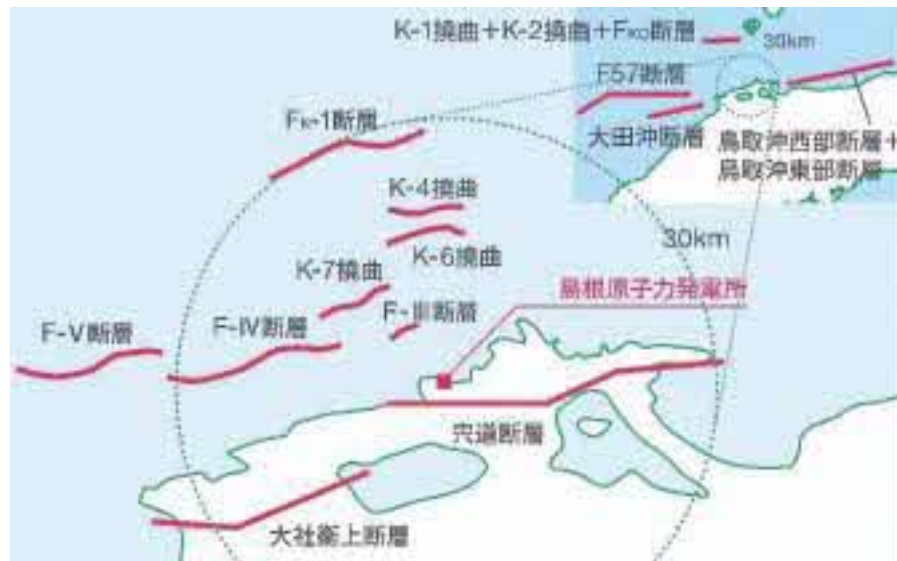 K-1撓曲+K-2撓曲+FKO断層
30km
F57断層
大田沖断層
鳥取沖西部断層+
鳥取沖東部断層
FK-1断層
K-4撓曲
K-6撓曲
30km
K-7撓曲
島根原子力発電所
F-Ⅲ断層
F-Ⅴ断層
F-Ⅳ断層
宍道断層
大社衝上断層